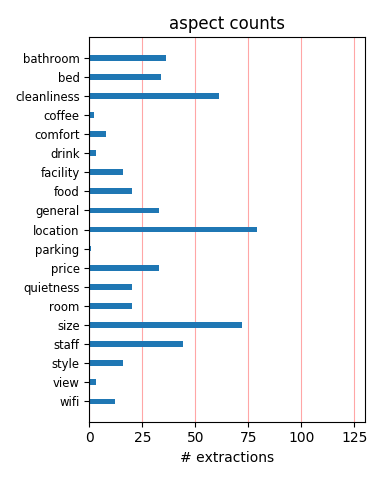 aspect counts
bathroom
bed
cleanliness
coffee
comfort
drink
facility
food
general
location
parking
price
quietness
room
size
staff
style
view
wifi
0 25 50 75 100 125
# extractions